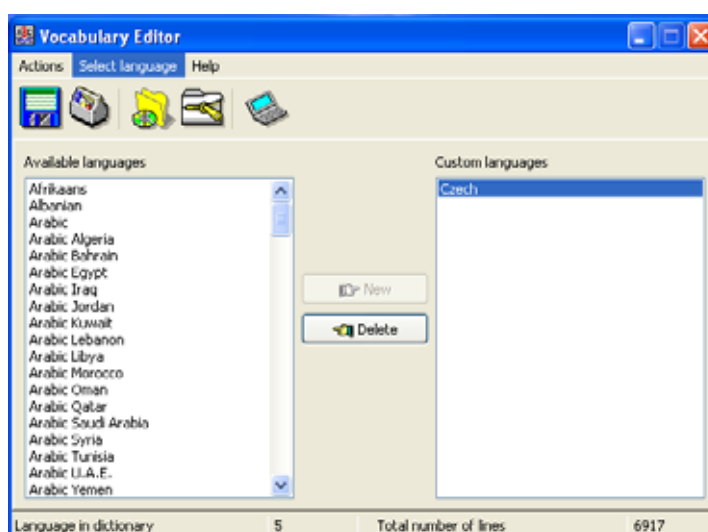 Vocabulary Editor
Actions Select language Help
Available languages
Custom languages
Afrikaans
Albanian
Arabic
Arabic Algeria
Arabic Bahrain
Arabic Egypt
Arabic Iraq
Arabic Jordan
Arabic Kuwait
Arabic Lebanon
Arabic Libya
Arabic Morocco
Arabic Oman
Arabic Qatar
Arabic Saudi Arabia
Arabic Syria
Arabic Tunisia
Arabic U.A.E.
Arabic Yemen
New
Delete
Czech
Language in dictionary 5 Total number of lines 6917